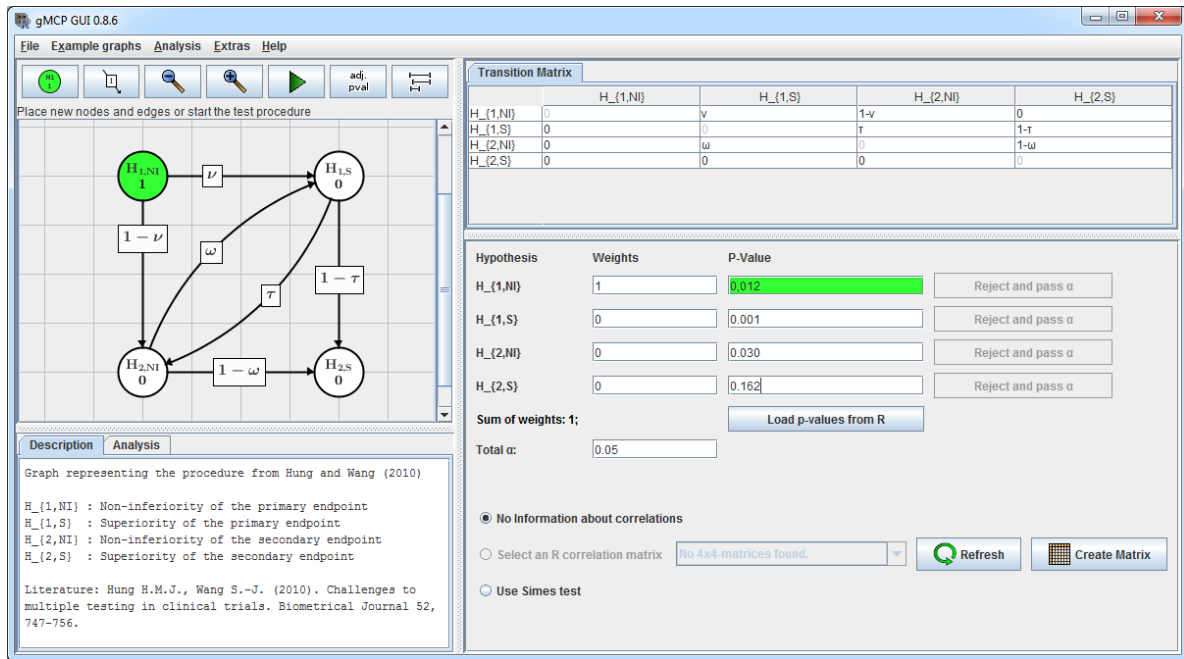 gMCP GUI 0.8.6
File Example graphs Analysis Extras Help
H1
1
1
adj.
pval
Place new nodes and edges or start the test procedure
H1,NI
1
ν
H1,S
0
1 − ν
ω
τ
1 − τ
H2,NI
0
1 − ω
H2,S
0
Description Analysis
Graph representing the procedure from Hung and Wang (2010)
H_{1,NI} : Non-inferiority of the primary endpoint
H_{1,S} : Superiority of the primary endpoint
H_{2,NI} : Non-inferiority of the secondary endpoint
H_{2,S} : Superiority of the secondary endpoint
Literature: Hung H.M.J., Wang S.-J. (2010). Challenges to
multiple testing in clinical trials. Biometrical Journal 52,
747-756.
Transition Matrix
H_{1,NI} H_{1,S} H_{2,NI} H_{2,S}
H_{1,NI} 0 ν 1-ν 0
H_{1,S} 0 0 τ 1-τ
H_{2,NI} 0 ω 0 1-ω
H_{2,S} 0 0 0 0
Hypothesis Weights P-Value
H_{1,NI} 1 0,012 Reject and pass α
H_{1,S} 0 0.001 Reject and pass α
H_{2,NI} 0 0.030 Reject and pass α
H_{2,S} 0 0.162 Reject and pass α
Sum of weights: 1; Load p-values from R
Total α: 0.05
No Information about correlations
Select an R correlation matrix No 4x4-matrices found. Refresh Create Matrix
Use Simes test